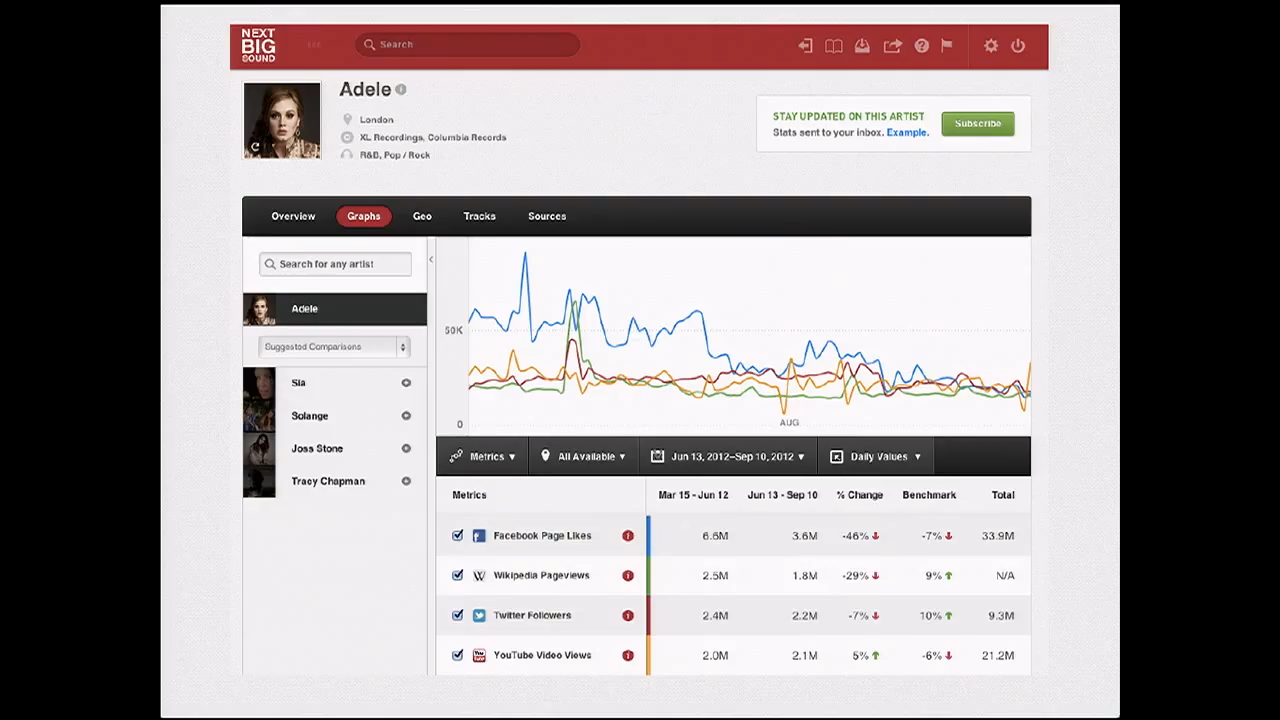 NEXT
BIG
SOUND
Search
Adele
London
XL Recordings, Columbia Records
R&B, Pop / Rock
STAY UPDATED ON THIS ARTIST
Stats sent to your inbox. Example.
Subscribe
Overview Graphs Geo Tracks Sources
Search for any artist
Adele
Suggested Comparisons
Sia
Solange
Joss Stone
Tracy Chapman
50K
0
AUG
Metrics All Available Jun 13, 2012–Sep 10, 2012 Daily Values
Metrics Mar 15 - Jun 12 Jun 13 - Sep 10 % Change Benchmark Total
Facebook Page Likes 6.6M 3.6M -46% -7% 33.9M
Wikipedia Pageviews 2.5M 1.8M -29% 9% N/A
Twitter Followers 2.4M 2.2M -7% 10% 9.3M
YouTube Video Views 2.0M 2.1M 5% -6% 21.2M